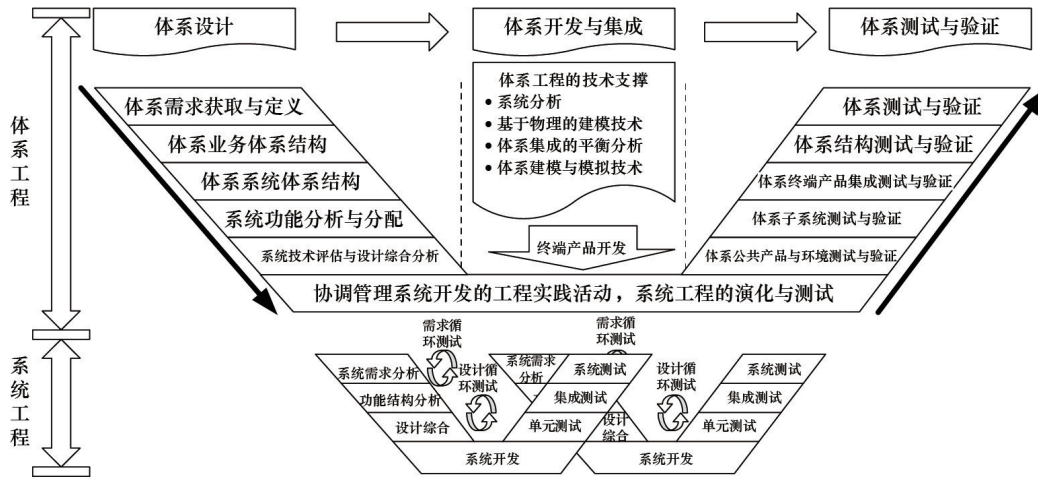 体系设计
体系开发与集成
体系测试与验证
体系工程
体系需求获取与定义
体系业务体系结构
体系系统体系结构
系统功能分析与分配
系统技术评估与设计综合分析
体系工程的技术支撑
• 系统分析
• 基于物理的建模技术
• 体系集成的平衡分析
• 体系建模与模拟技术
终端产品开发
体系测试与验证
体系结构测试与验证
体系终端产品集成测试与验证
体系子系统测试与验证
体系公共产品与环境测试与验证
协调管理系统开发的工程实践活动，系统工程的演化与测试
系统工程
需求循
环测试
系统需求分析
功能结构分析
设计综合
设计循
环测试
系统开发
系统测试
集成测试
单元测试
需求循
环测试
系统需求
分析
设计
综合
设计循
环测试
系统开发
系统测试
集成测试
单元测试